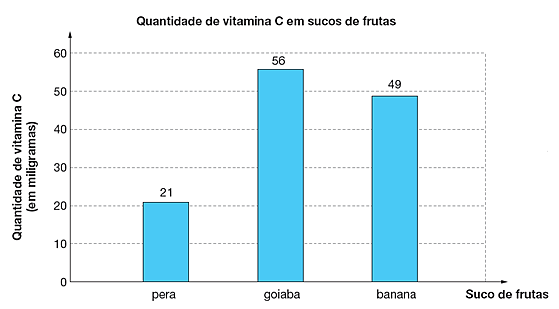 Quantidade de vitamina C em sucos de frutas
Quantidade de vitamina C
(em miligramas)
60
50
40
30
20
10
0
21
56
49
pera
goiaba
banana
Suco de frutas